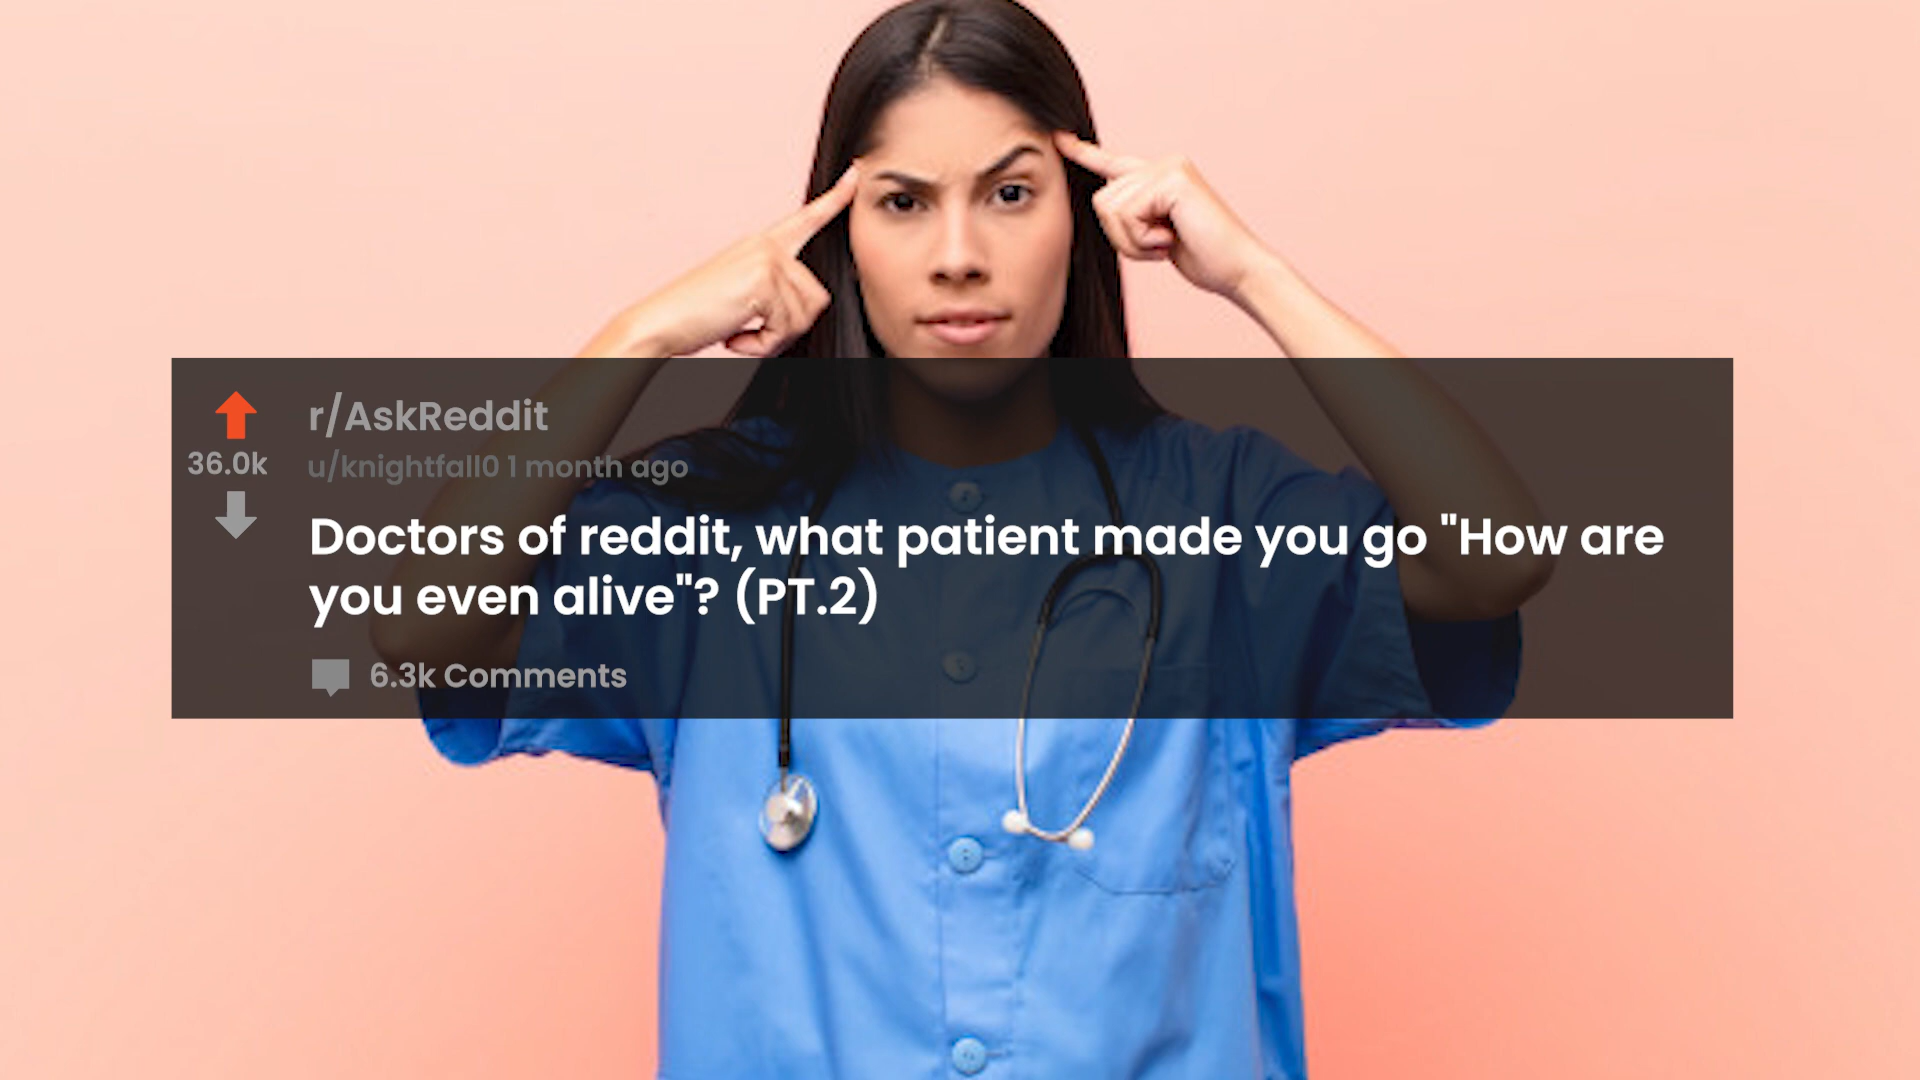 r/AskReddit
36.0k
u/knightfall0 1 month ago
Doctors of reddit, what patient made you go "How are
you even alive"? (PT.2)
6.3k Comments